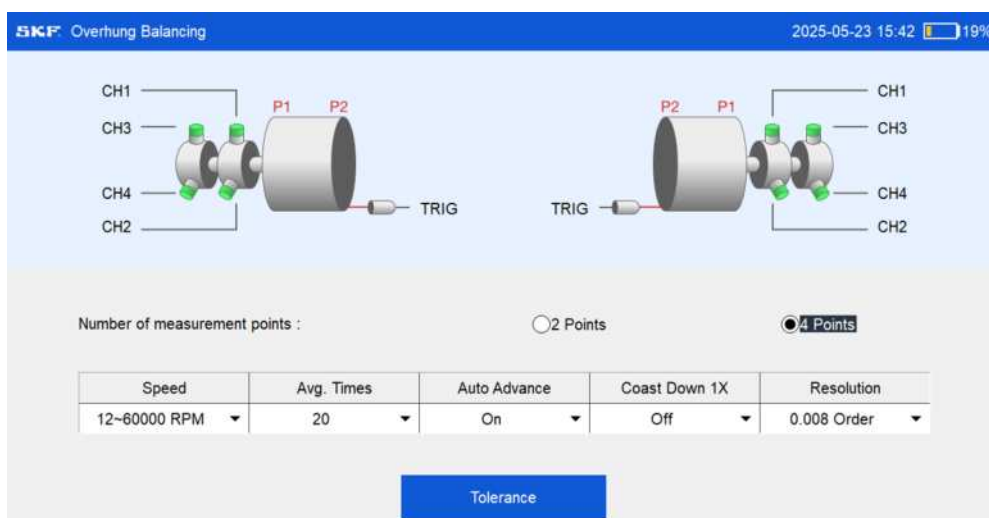 SKF. Overhung Balancing 2025-05-23 15:42 19%
CH1 CH1
P1 P2 P2 P1
CH3 CH3
CH4 CH4
TRIG TRIG
CH2 CH2
Number of measurement points : 2 Points 4 Points
Speed Avg. Times Auto Advance Coast Down 1X Resolution
12~60000 RPM 20 On Off 0.008 Order
Tolerance